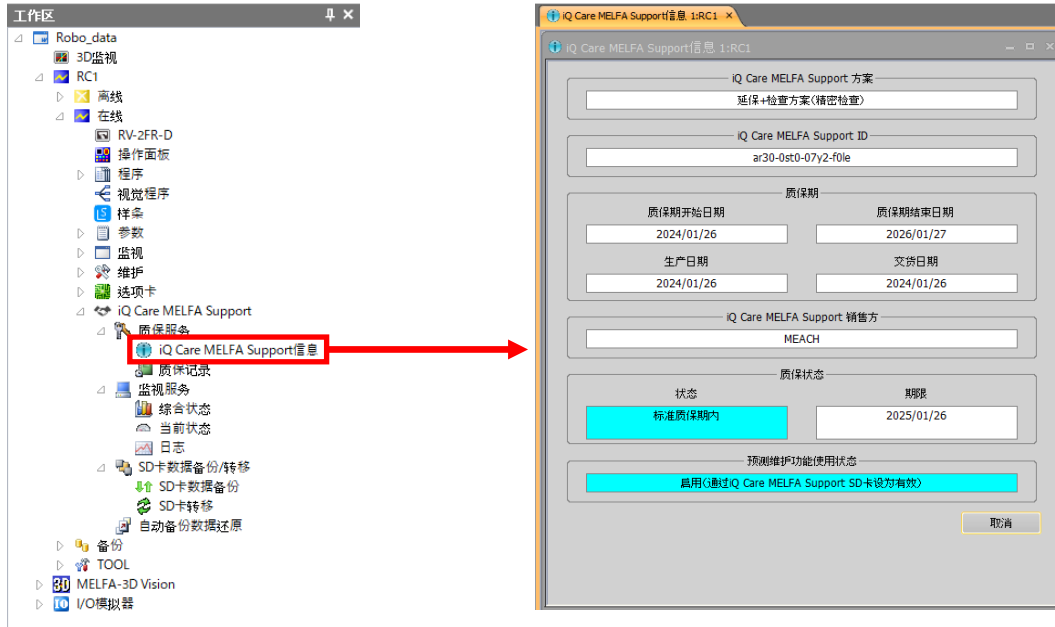 工作区
Robo_data
3D监视
RC1
离线
在线
RV-2FR-D
操作面板
程序
视觉程序
样条
参数
监视
维护
选项卡
iQ Care MELFA Support
质保服务
iQ Care MELFA Support信息
质保记录
监视服务
综合状态
当前状态
日志
SD卡数据备份/转移
SD卡数据备份
SD卡转移
自动备份数据还原
备份
TOOL
MELFA-3D Vision
I/O模拟器
iQ Care MELFA Support信息 1:RC1
iQ Care MELFA Support信息 1:RC1
iQ Care MELFA Support 方案
延保+检查方案(精密检查)
iQ Care MELFA Support ID
ar30-0st0-07y2-f0le
质保期
质保期开始日期 质保期结束日期
2024/01/26 2026/01/27
生产日期 交货日期
2024/01/26 2024/01/26
iQ Care MELFA Support 销售方
MEACH
质保状态
状态 期限
标准质保期内 2025/01/26
预测维护功能使用状态
启用(通过iQ Care MELFA Support SD卡设为有效)
取消